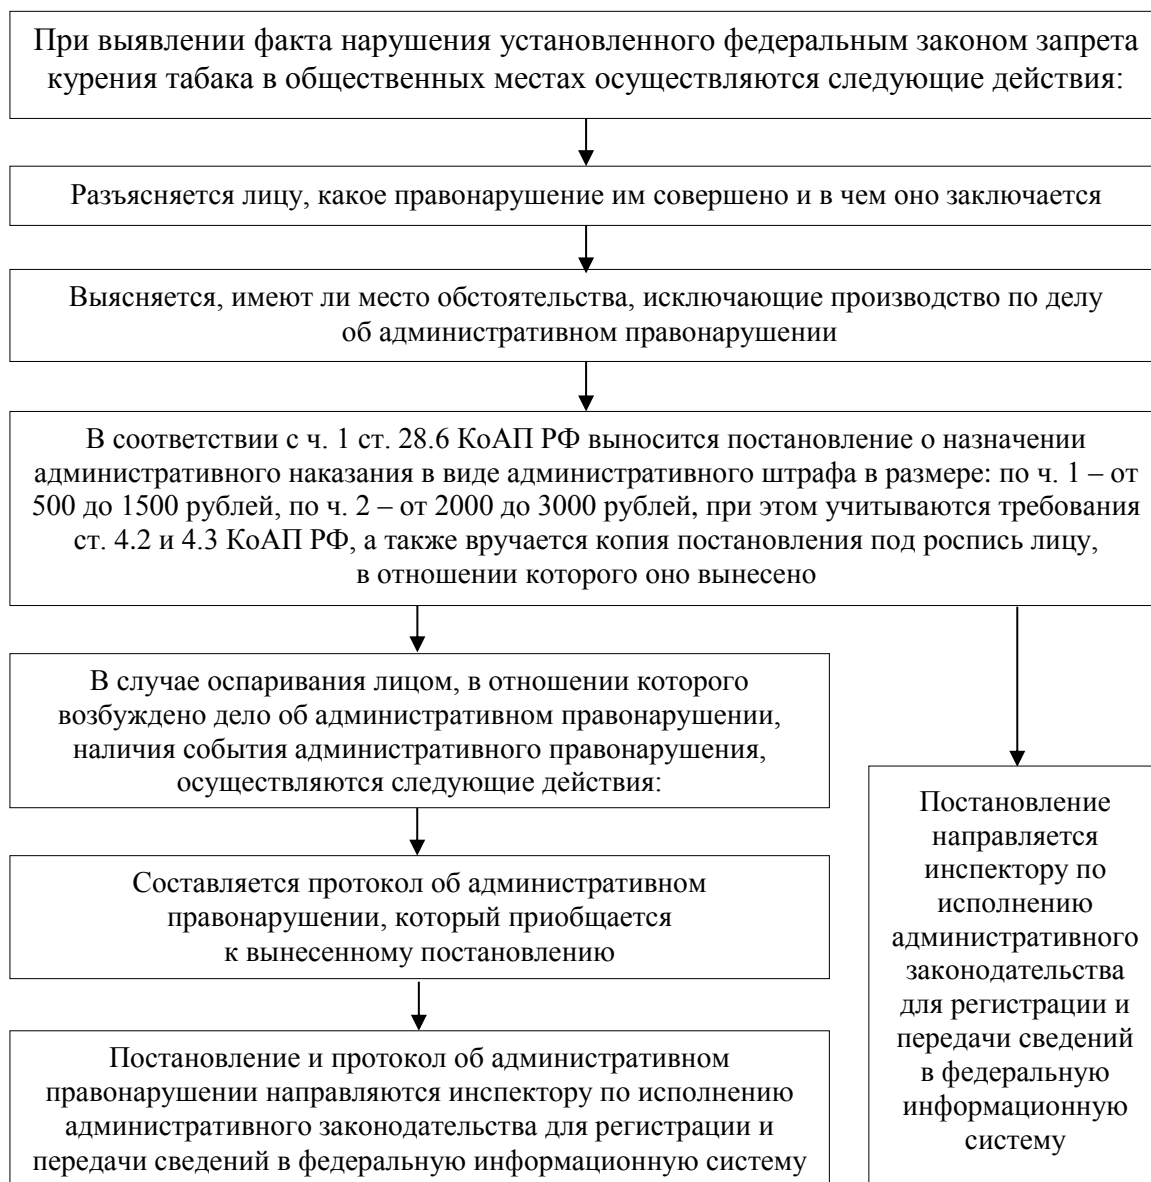 При выявлении факта нарушения установленного федеральным законом запрета
курения табака в общественных местах осуществляются следующие действия:
Разъясняется лицу, какое правонарушение им совершено и в чем оно заключается
Выясняется, имеют ли место обстоятельства, исключающие производство по делу
об административном правонарушении
В соответствии с ч. 1 ст. 28.6 КоАП РФ выносится постановление о назначении
административного наказания в виде административного штрафа в размере: по ч. 1 – от
500 до 1500 рублей, по ч. 2 – от 2000 до 3000 рублей, при этом учитываются требования
ст. 4.2 и 4.3 КоАП РФ, а также вручается копия постановления под роспись лицу,
в отношении которого оно вынесено
В случае оспаривания лицом, в отношении которого
возбуждено дело об административном правонарушении,
наличия события административного правонарушения,
осуществляются следующие действия:
Составляется протокол об административном
правонарушении, который приобщается
к вынесенному постановлению
Постановление и протокол об административном
правонарушении направляются инспектору по исполнению
административного законодательства для регистрации и
передачи сведений в федеральную информационную систему
Постановление
направляется
инспектору по
исполнению
административного
законодательства
для регистрации и
передачи сведений
в федеральную
информационную
систему